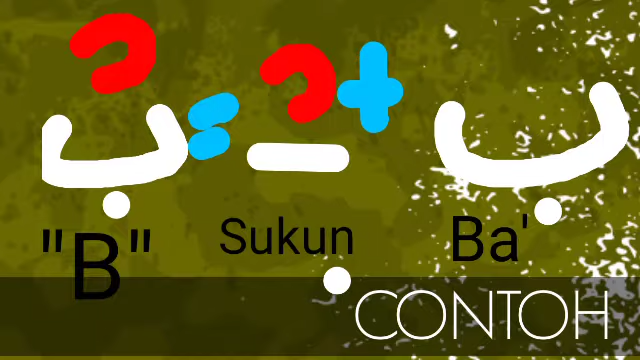 بْ = ـْ + ب
"B" Sukun Ba'
CONTOH